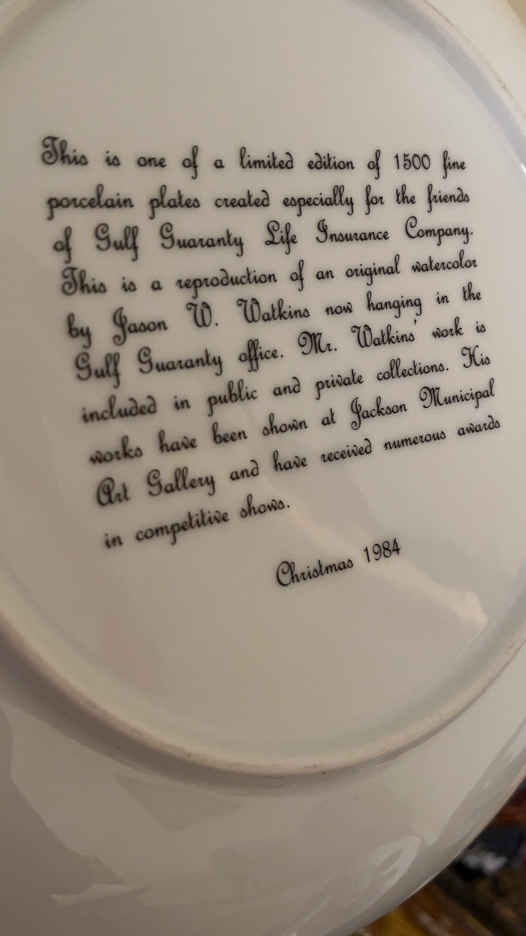 This is one of a limited edition of 1500 fine
porcelain plates created especially for the friends
of Gulf Guaranty Life Insurance Company.
This is a reproduction of an original watercolor
by Jason W. Watkins now hanging in the
Gulf Guaranty office. Mr. Watkins' work is
included in public and private collections. His
works have been shown at Jackson Municipal
Art Gallery and have received numerous awards
in competitive shows.
Christmas 1984